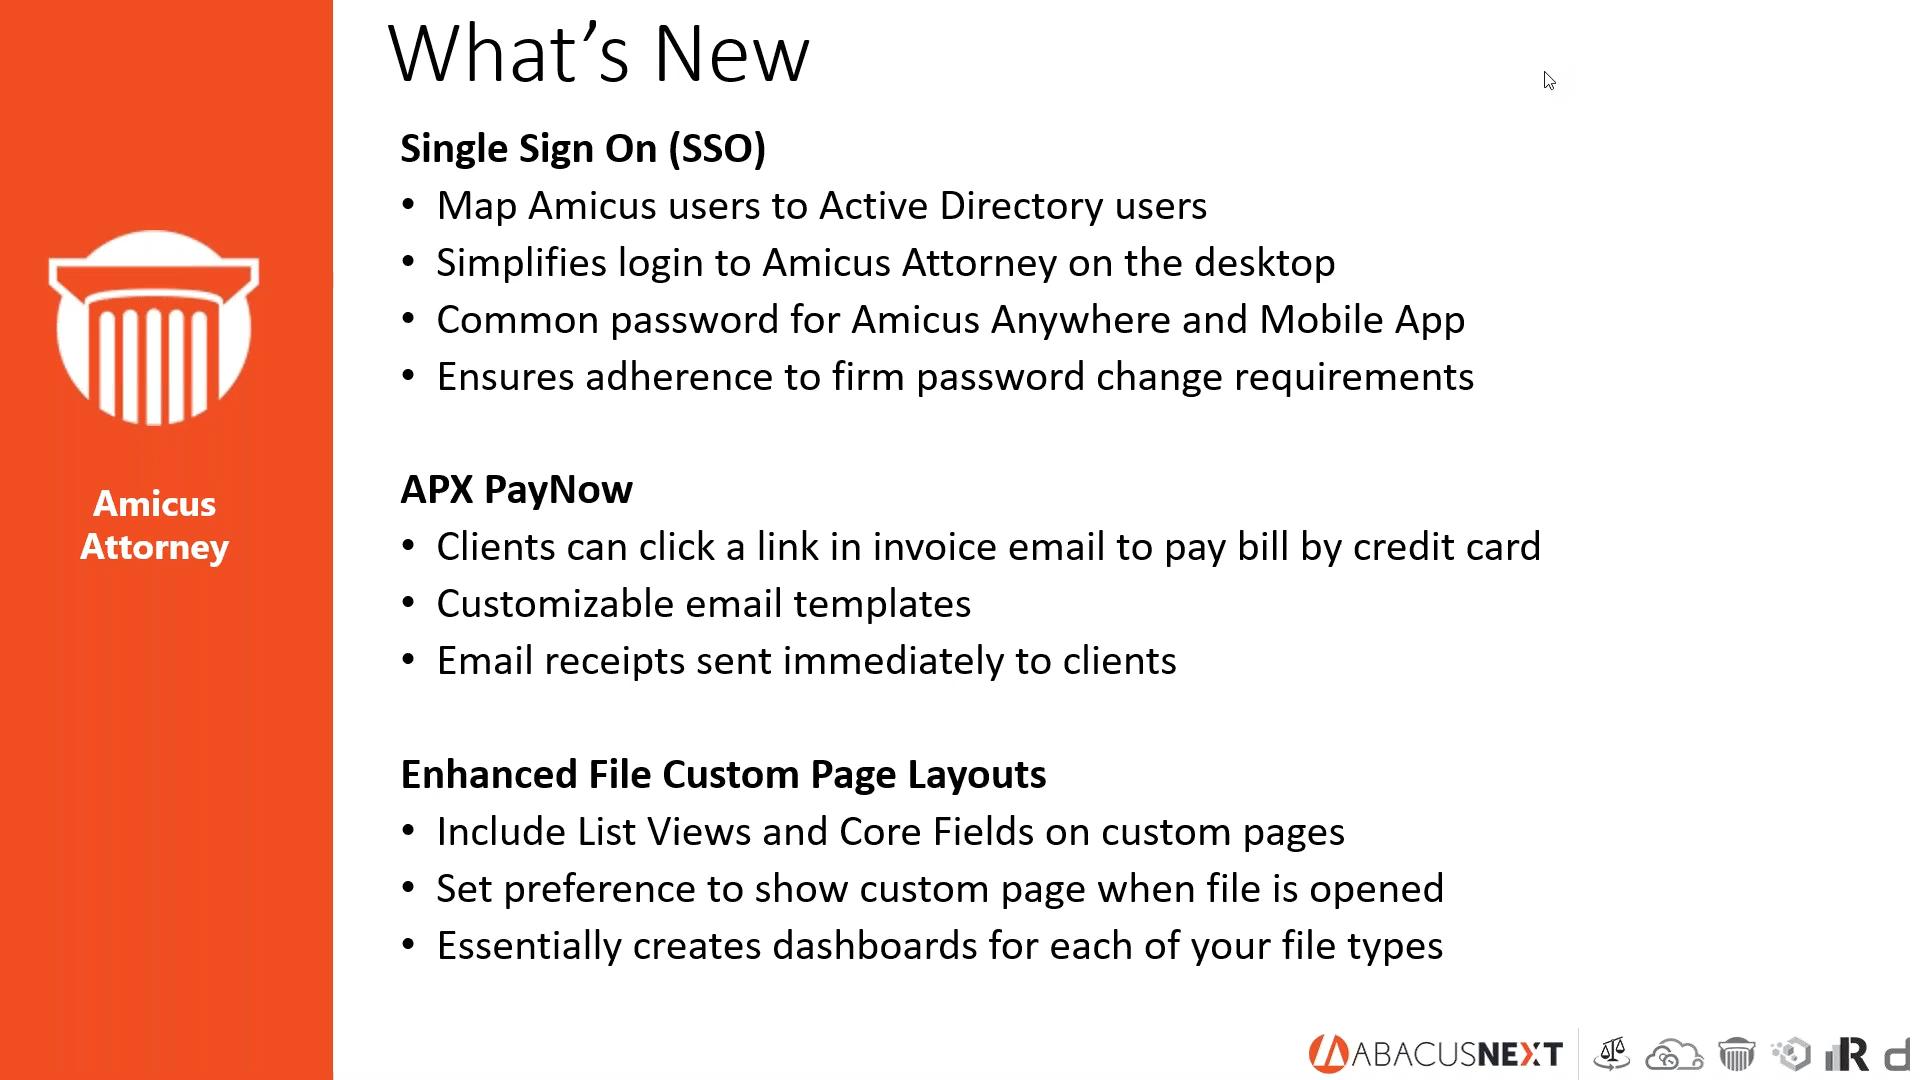 What's New
Single Sign On (SSO)
• Map Amicus users to Active Directory users
• Simplifies login to Amicus Attorney on the desktop
• Common password for Amicus Anywhere and Mobile App
• Ensures adherence to firm password change requirements
APX PayNow
• Clients can click a link in invoice email to pay bill by credit card
• Customizable email templates
• Email receipts sent immediately to clients
Enhanced File Custom Page Layouts
• Include List Views and Core Fields on custom pages
• Set preference to show custom page when file is opened
• Essentially creates dashboards for each of your file types
Amicus
Attorney
ABACUSNEXT
R
d